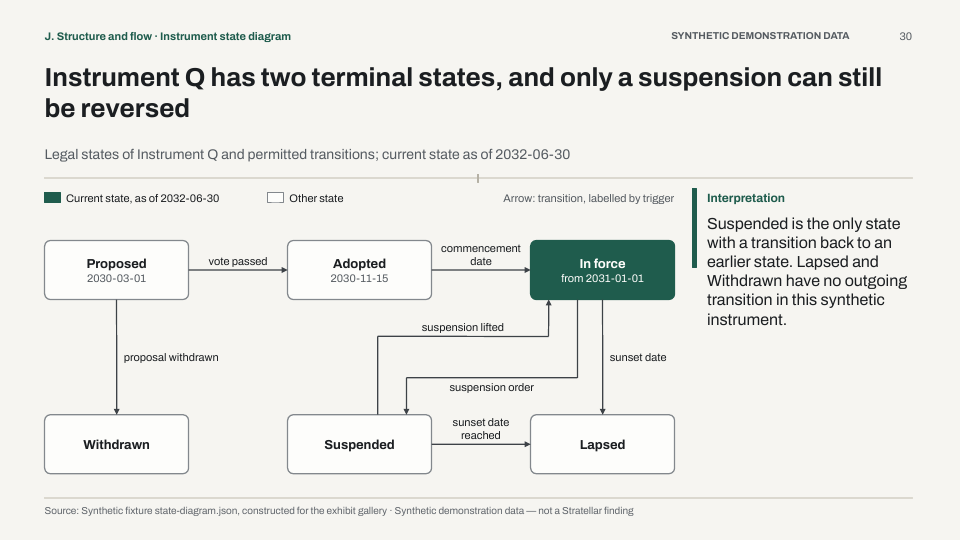 J. Structure and flow · Instrument state diagram
SYNTHETIC DEMONSTRATION DATA
30
Instrument Q has two terminal states, and only a suspension can still
be reversed
Legal states of Instrument Q and permitted transitions; current state as of 2032-06-30
Current state, as of 2032-06-30
Other state
Arrow: transition, labelled by trigger
Interpretation
Suspended is the only state
with a transition back to an
earlier state. Lapsed and
Withdrawn have no outgoing
transition in this synthetic
instrument.
Proposed
2030-03-01
vote passed
Adopted
2030-11-15
commencement
date
In force
from 2031-01-01
suspension lifted
proposal withdrawn
sunset date
suspension order
Withdrawn
Suspended
sunset date
reached
Lapsed
Source: Synthetic fixture state-diagram.json, constructed for the exhibit gallery · Synthetic demonstration data — not a Stratellar finding